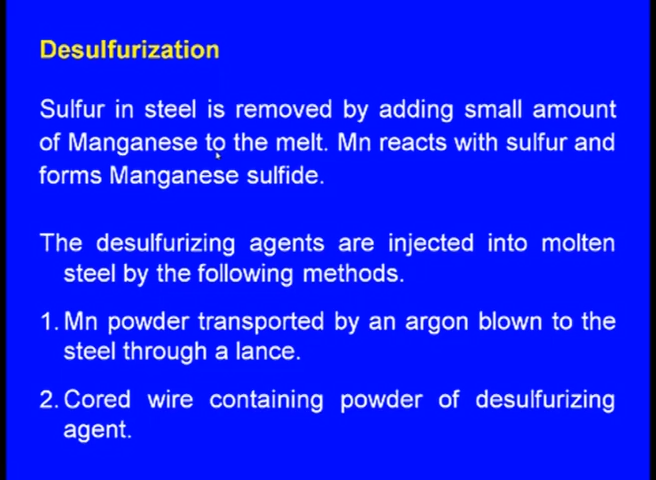 Desulfurization
Sulfur in steel is removed by adding small amount
of Manganese to the melt. Mn reacts with sulfur and
forms Manganese sulfide.
The desulfurizing agents are injected into molten
steel by the following methods.
1. Mn powder transported by an argon blown to the
steel through a lance.
2. Cored wire containing powder of desulfurizing
agent.